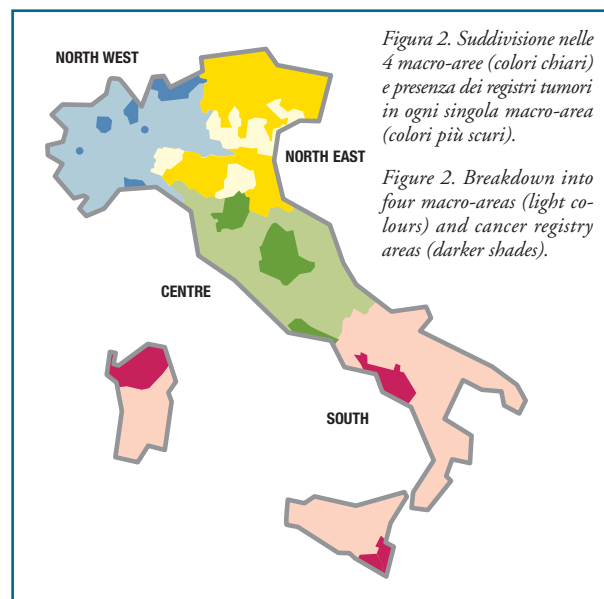 Figura 2. Suddivisione nelle
4 macro-aree (colori chiari)
e presenza dei registri tumori
in ogni singola macro-area
(colori più scuri).
Figure 2. Breakdown into
four macro-areas (light co-
lours) and cancer registry
areas (darker shades).
NORTH WEST
NORTH EAST
CENTRE
SOUTH